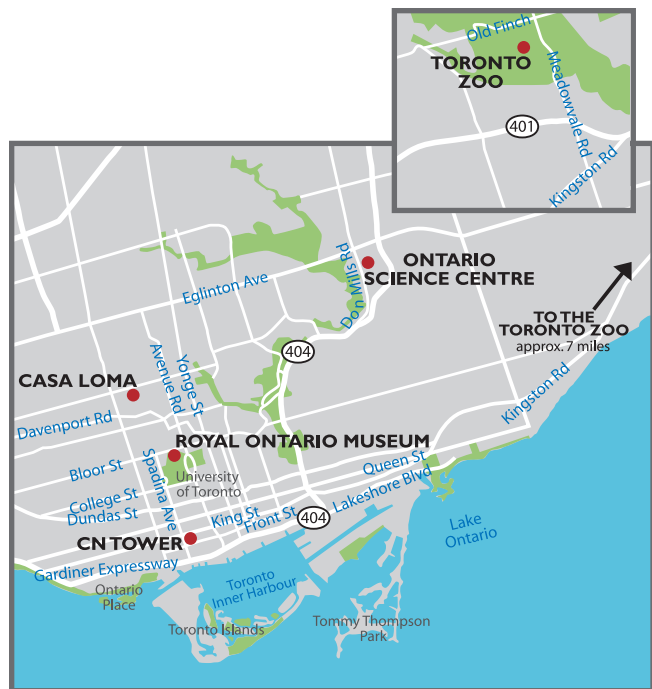 Old Finch
TORONTO
ZOO
Meadowvale Rd
401
Kingston Rd
ONTARIO
SCIENCE CENTRE
Don Mills Rd
Eglinton Ave
TO THE
TORONTO ZOO
approx. 7 miles
404
Yonge St
Avenue Rd
CASA LOMA
Kingston Rd
Davenport Rd
ROYAL ONTARIO MUSEUM
Bloor St
Spadina Ave
University
of Toronto
Queen St
College St
Dundas St
King St
Front St
404
Lakeshore Blvd
CN TOWER
Lake
Ontario
Gardiner Expressway
Ontario
Place
Toronto
Inner Harbour
Toronto Islands
Tommy Thompson
Park